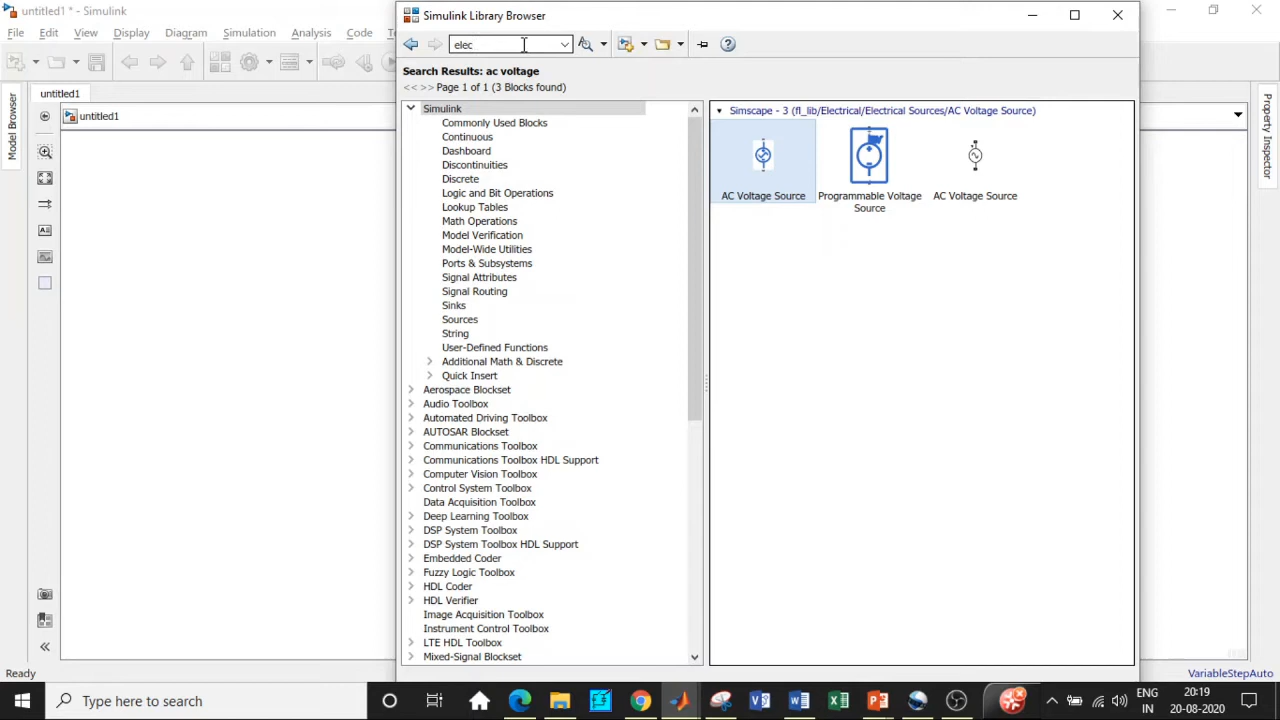 untitled1 * - Simulink
File Edit View Display Diagram Simulation Analysis Code
untitled1
untitled1
Model Browser
Simulink Library Browser
elec
Search Results: ac voltage
<< >> Page 1 of 1 (3 Blocks found)
Simulink
Commonly Used Blocks
Continuous
Dashboard
Discontinuities
Discrete
Logic and Bit Operations
Lookup Tables
Math Operations
Model Verification
Model-Wide Utilities
Ports & Subsystems
Signal Attributes
Signal Routing
Sinks
Sources
String
User-Defined Functions
Additional Math & Discrete
Quick Insert
Aerospace Blockset
Audio Toolbox
Automated Driving Toolbox
AUTOSAR Blockset
Communications Toolbox
Communications Toolbox HDL Support
Computer Vision Toolbox
Control System Toolbox
Data Acquisition Toolbox
Deep Learning Toolbox
DSP System Toolbox
DSP System Toolbox HDL Support
Embedded Coder
Fuzzy Logic Toolbox
HDL Coder
HDL Verifier
Image Acquisition Toolbox
Instrument Control Toolbox
LTE HDL Toolbox
Mixed-Signal Blockset
Simscape - 3 (fl_lib/Electrical/Electrical Sources/AC Voltage Source)
AC Voltage Source
Programmable Voltage
Source
AC Voltage Source
Property Inspector
Ready
VariableStepAuto
Type here to search
ENG
IN
20:19
20-08-2020